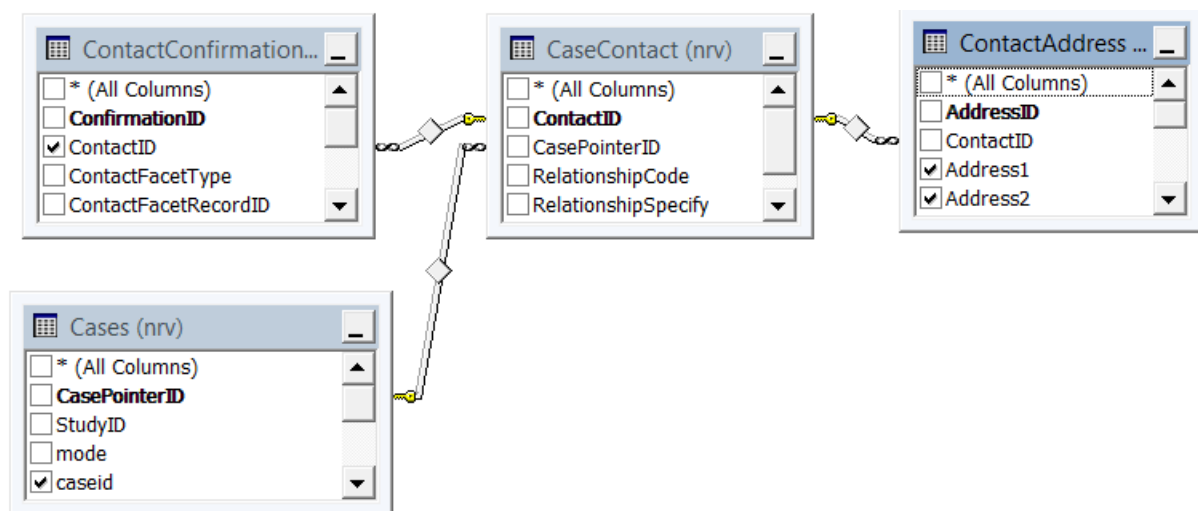 ContactConfirmation...
* (All Columns)
ConfirmationID
ContactID
ContactFacetType
ContactFacetRecordID
CaseContact (nrv)
* (All Columns)
ContactID
CasePointerID
RelationshipCode
RelationshipSpecify
ContactAddress ...
* (All Columns)
AddressID
ContactID
Address1
Address2
Cases (nrv)
* (All Columns)
CasePointerID
StudyID
mode
caseid